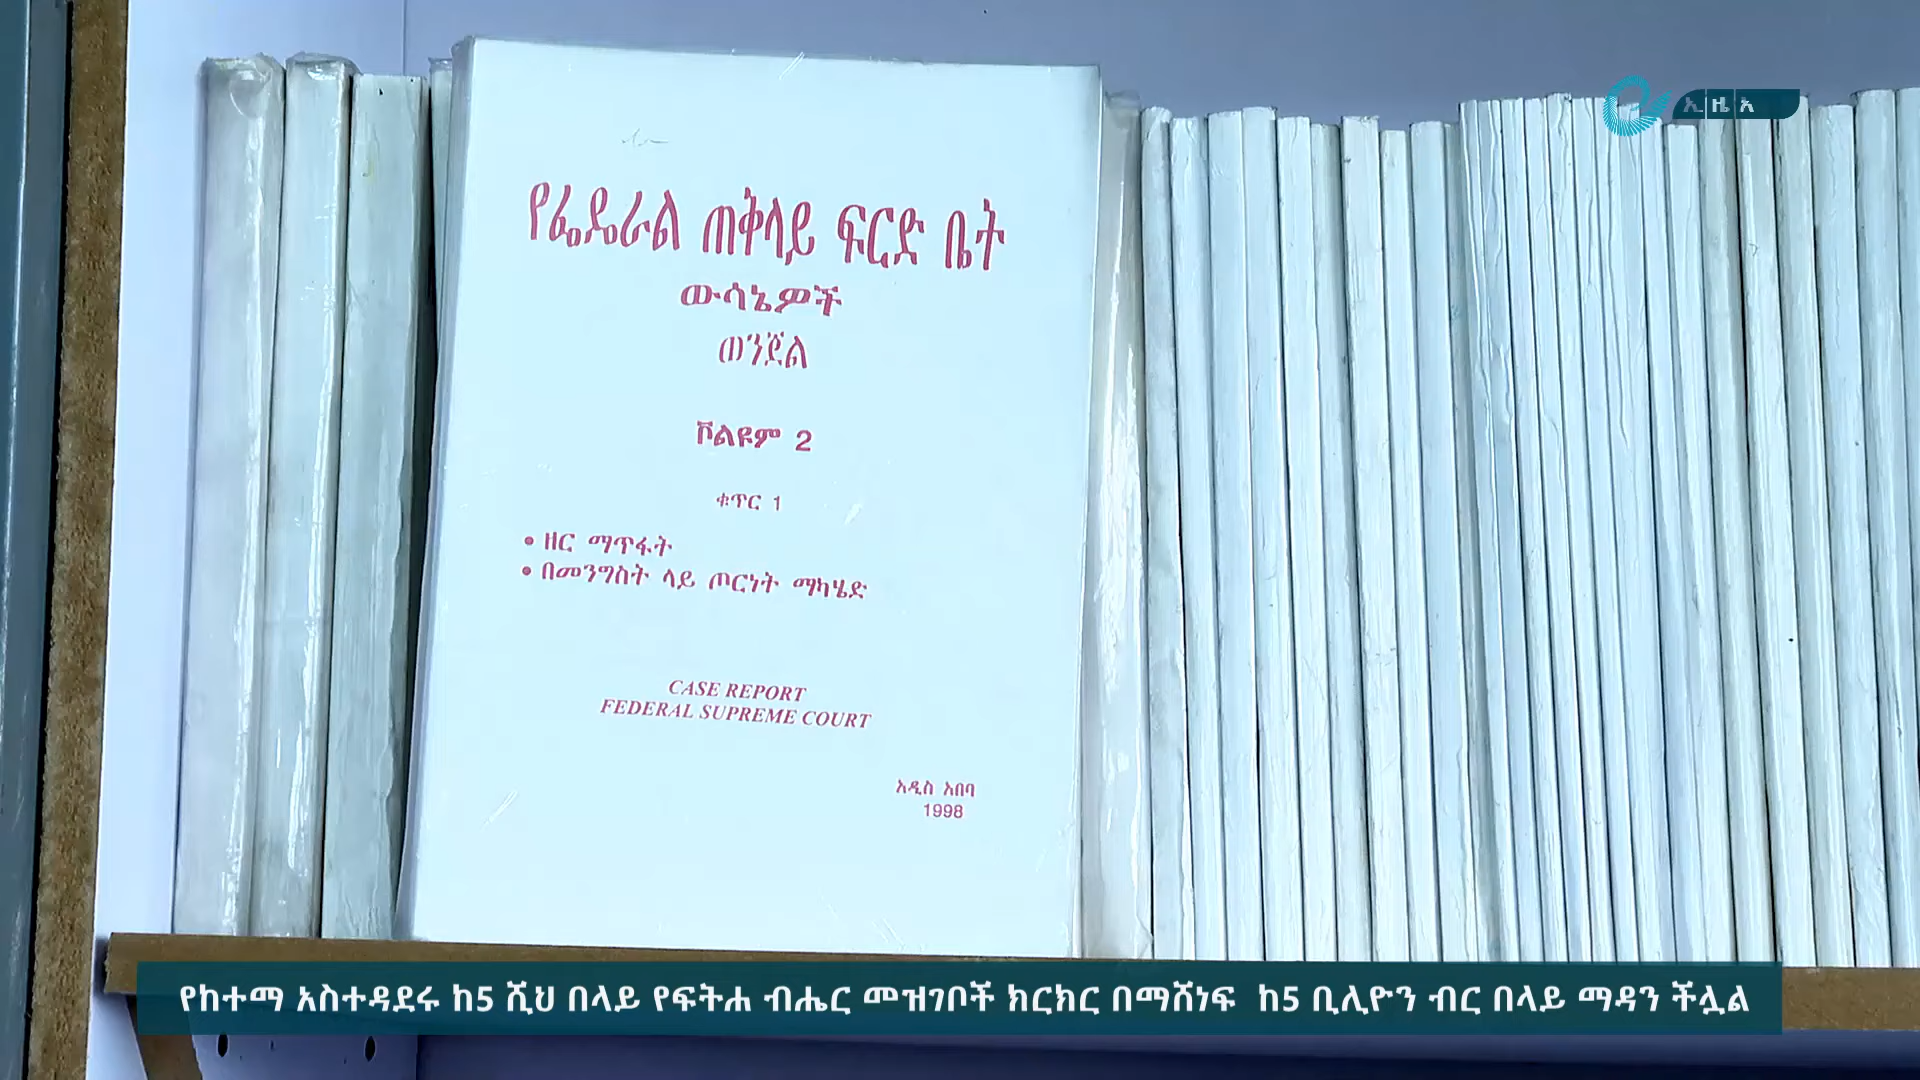 ኢዜአ
የፌዴራል ጠቅላይ ፍርድ ቤት
ውሳኔዎች
ወንጀል
ቮልዩም 2
ቁጥር 1
• ዘር ማጥፋት
• በመንግስት ላይ ጦርነት ማካሄድ
CASE REPORT
FEDERAL SUPREME COURT
አዲስ አበባ
1998
የከተማ አስተዳደሩ ከ5 ሺህ በላይ የፍትሐ ብሔር መዝገቦች ክርክር በማሸነፍ ከ5 ቢሊዮን ብር በላይ ማዳን ችሏል